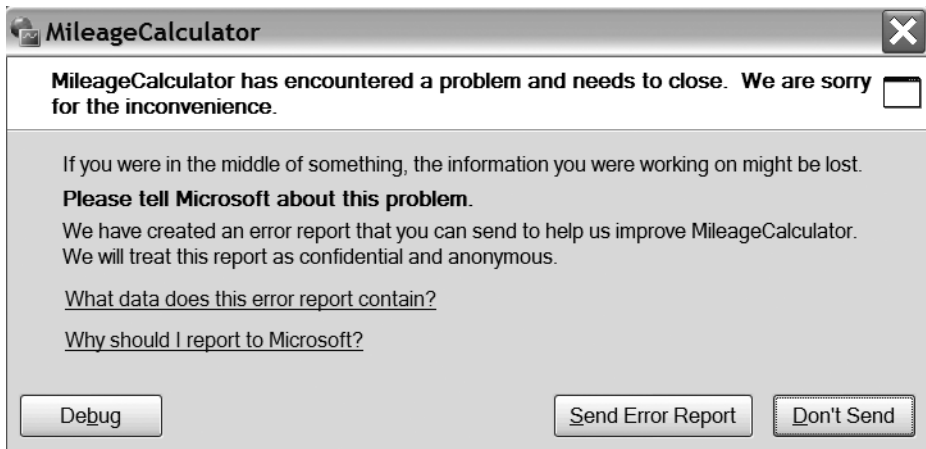 MileageCalculator
MileageCalculator has encountered a problem and needs to close.  We are sorry
for the inconvenience.
If you were in the middle of something, the information you were working on might be lost.
Please tell Microsoft about this problem.
We have created an error report that you can send to help us improve MileageCalculator.
We will treat this report as confidential and anonymous.
What data does this error report contain?
Why should I report to Microsoft?
Debug
Send Error Report
Don't Send